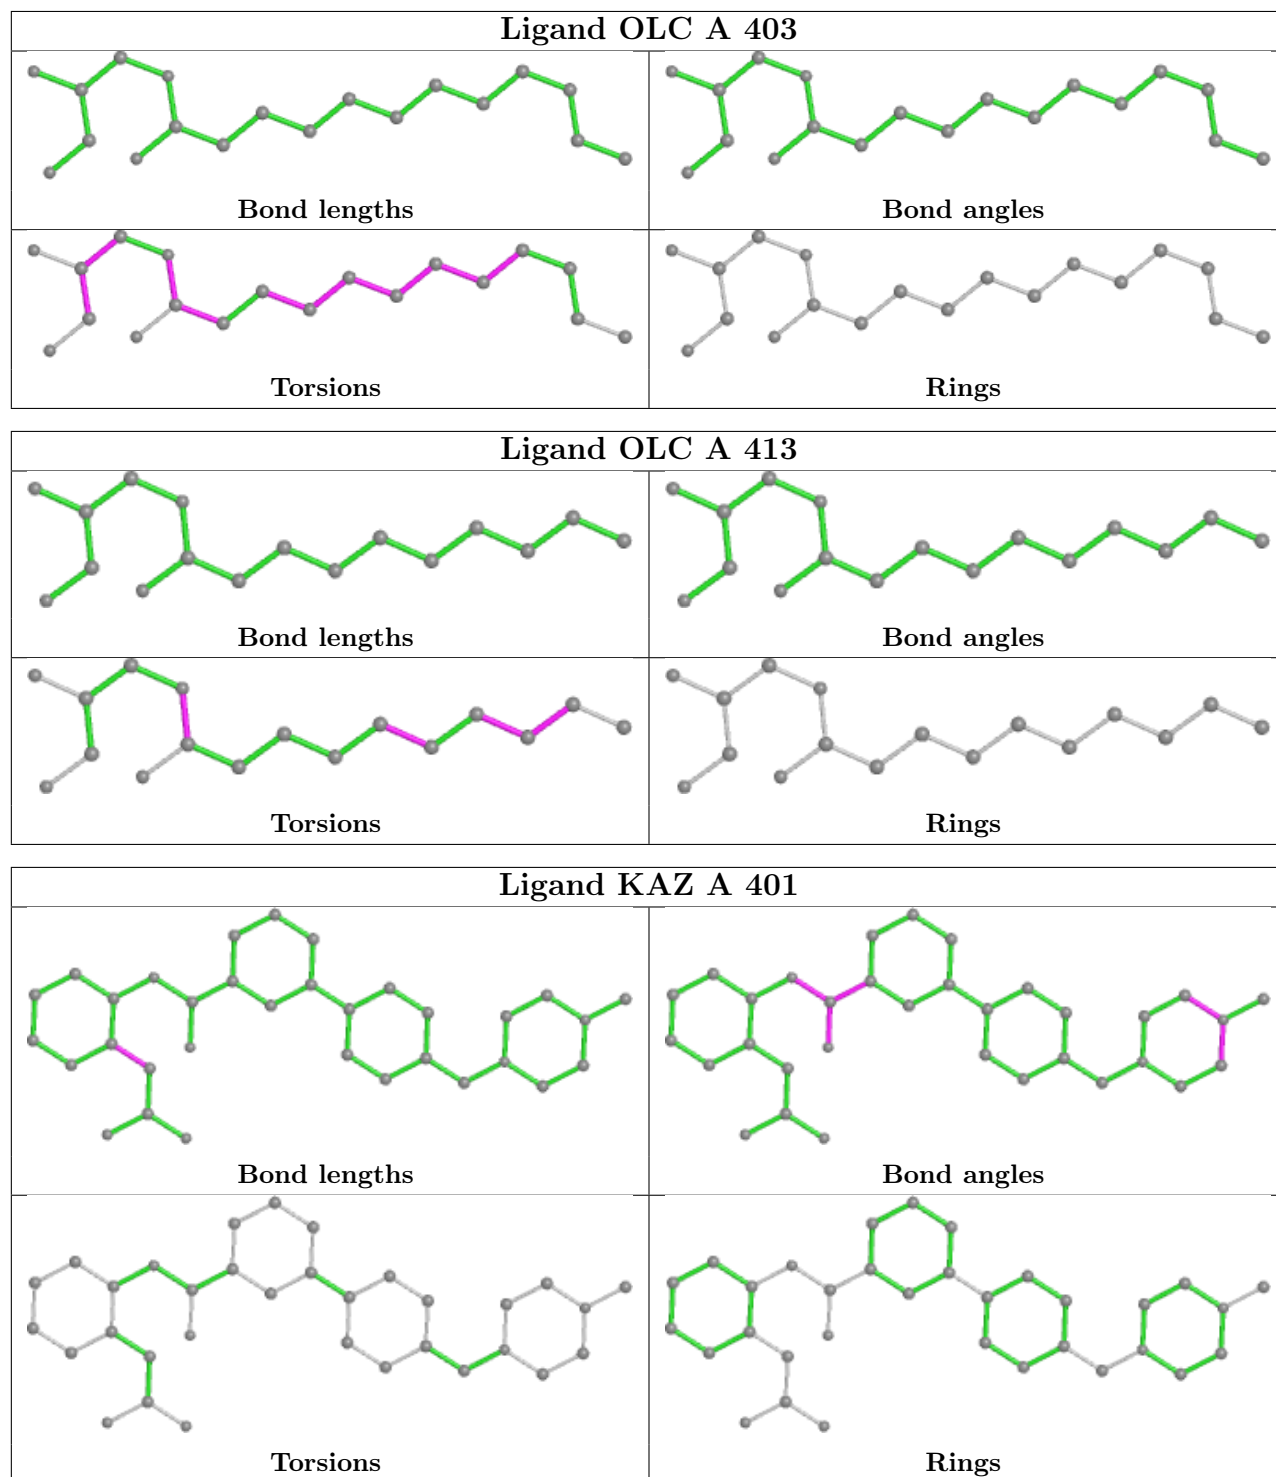 Ligand OLC A 403
Bond lengths
Bond angles
Torsions
Rings
Ligand OLC A 413
Bond lengths
Bond angles
Torsions
Rings
Ligand KAZ A 401
Bond lengths
Bond angles
Torsions
Rings